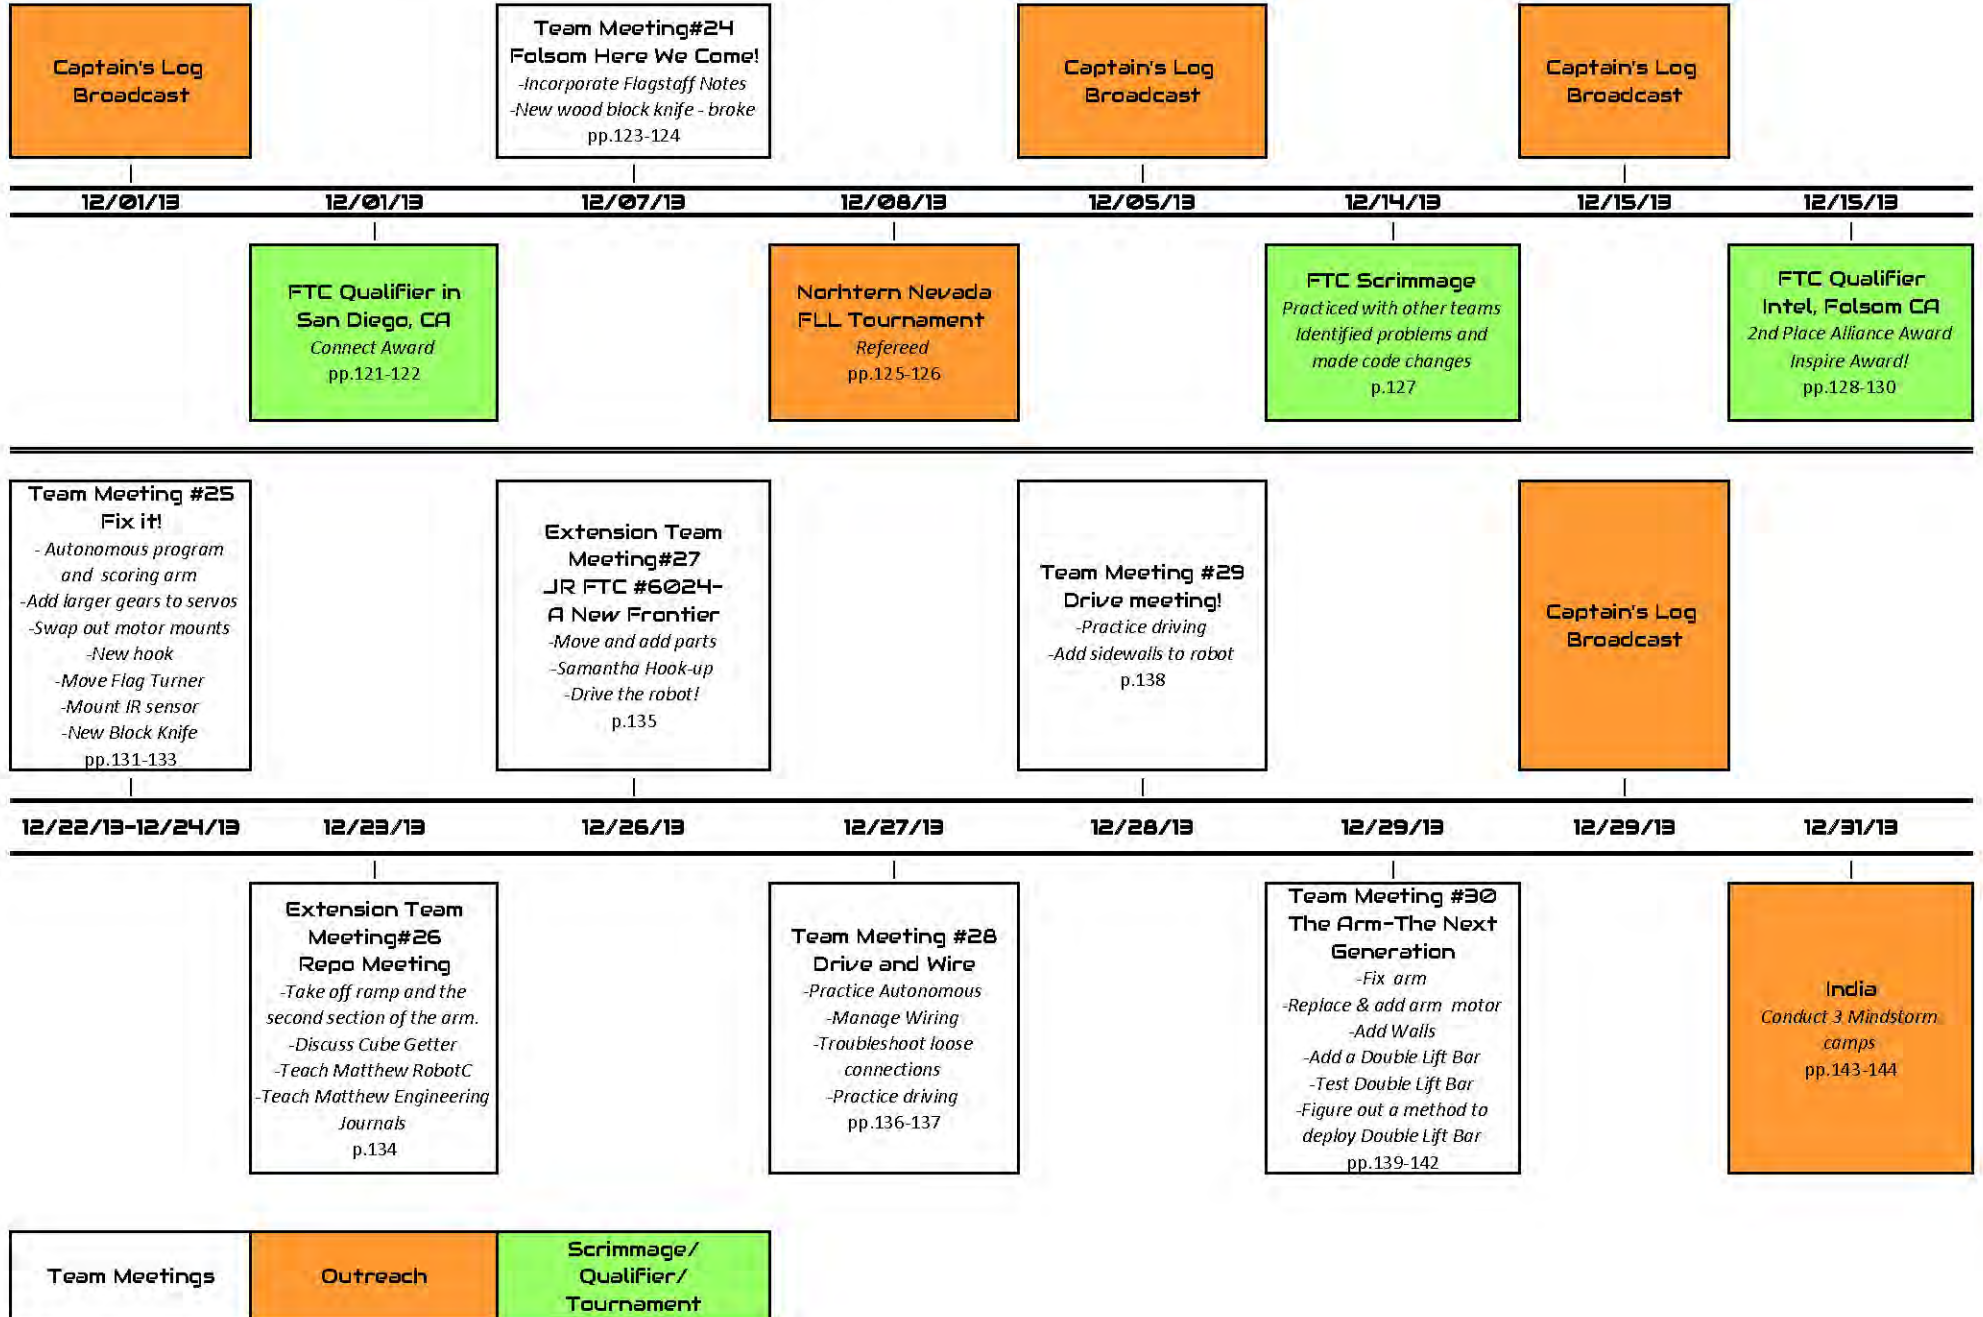 Captain's Log
Broadcast
Team Meeting#24
Folsom Here We Come!
-Incorporate Flagstaff Notes
-New wood block knife - broke
pp.123-124
Captain's Log
Broadcast
Captain's Log
Broadcast
12/01/13
12/01/13
12/07/13
12/08/13
12/05/13
12/14/13
12/15/13
12/15/13
FTC Qualifier in
San Diego, CA
Connect Award
pp.121-122
Norhtern Nevada
FLL Tournament
Refereed
pp.125-126
FTC Scrimmage
Practiced with other teams
Identified problems and
made code changes
p.127
FTC Qualifier
Intel, Folsom CA
2nd Place Alliance Award
Inspire Award!
pp.128-130
Team Meeting #25
Fix it!
- Autonomous program
and scoring arm
-Add larger gears to servos
-Swap out motor mounts
-New hook
-Move Flag Turner
-Mount IR sensor
-New Block Knife
pp.131-133
Extension Team
Meeting#27
JR FTC #6024-
A New Frontier
-Move and add parts
-Samantha Hook-up
-Drive the robot!
p.135
Team Meeting #29
Drive meeting!
-Practice driving
-Add sidewalls to robot
p.138
Captain's Log
Broadcast
12/22/13-12/24/13
12/23/13
12/26/13
12/27/13
12/28/13
12/29/13
12/29/13
12/31/13
Extension Team
Meeting#26
Repo Meeting
-Take off ramp and the
second section of the arm.
-Discuss Cube Getter
-Teach Matthew RobotC
-Teach Matthew Engineering
Journals
p.134
Team Meeting #28
Drive and Wire
-Practice Autonomous
-Manage Wiring
-Troubleshoot loose
connections
-Practice driving
pp.136-137
Team Meeting #30
The Arm-The Next
Generation
-Fix arm
-Replace & add arm motor
-Add Walls
-Add a Double Lift Bar
-Test Double Lift Bar
-Figure out a method to
deploy Double Lift Bar
pp.139-142
India
Conduct 3 Mindstorm
camps
pp.143-144
Team Meetings
Outreach
Scrimmage/
Qualifier/
Tournament